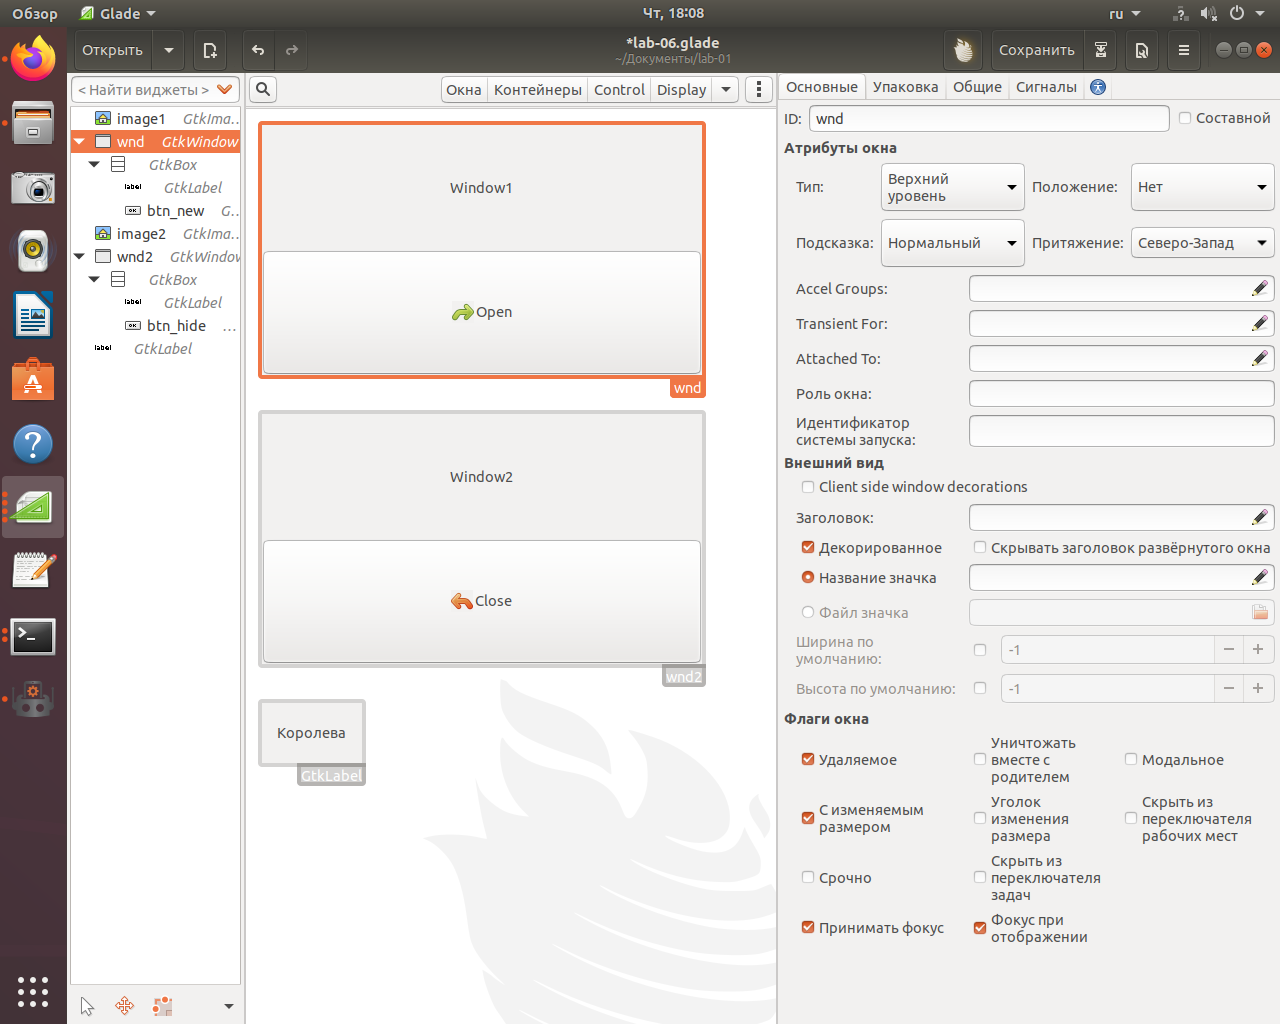 Обзор
Glade
Чт, 18:08
ru
Открыть
*lab-06.glade
~/Документы/lab-01
Сохранить
< Найти виджеты >
Окна
Контейнеры
Control
Display
Основные
Упаковка
Общие
Сигналы
image1 GtkIma...
wnd GtkWindow
GtkBox
label GtkLabel
OK btn_new G...
image2 GtkIma...
wnd2 GtkWindow
GtkBox
label GtkLabel
OK btn_hide ...
label GtkLabel
Window1
Open
wnd
Window2
Close
wnd2
Королева
GtkLabel
ID: wnd
Составной
Атрибуты окна
Тип: Верхний уровень
Положение: Нет
Подсказка: Нормальный
Притяжение: Северо-Запад
Accel Groups:
Transient For:
Attached To:
Роль окна:
Идентификатор
системы запуска:
Внешний вид
Client side window decorations
Заголовок:
Декорированное
Скрывать заголовок развёрнутого окна
Название значка
Файл значка
Ширина по
умолчанию:
-1
Высота по умолчанию: -1
Флаги окна
Удаляемое
Уничтожать
вместе с
родителем
Модальное
С изменяемым
размером
Уголок
изменения
размера
Скрыть из
переключателя
рабочих мест
Срочно
Скрыть из
переключателя
задач
Принимать фокус
Фокус при
отображении